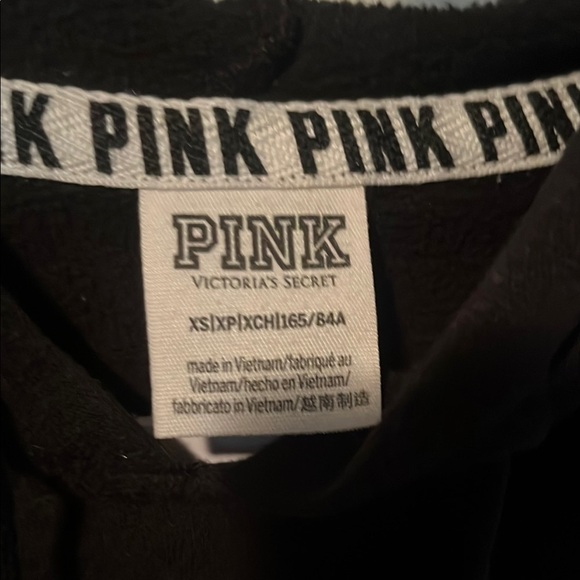 K PINK PINK PIN
PINK
VICTORIA'S SECRET
XS|XP|XCH|165/84A
made in Vietnam/fabriqué au
Vietnam/hecho en Vietnam/
fabbricato in Vietnam/越南制造